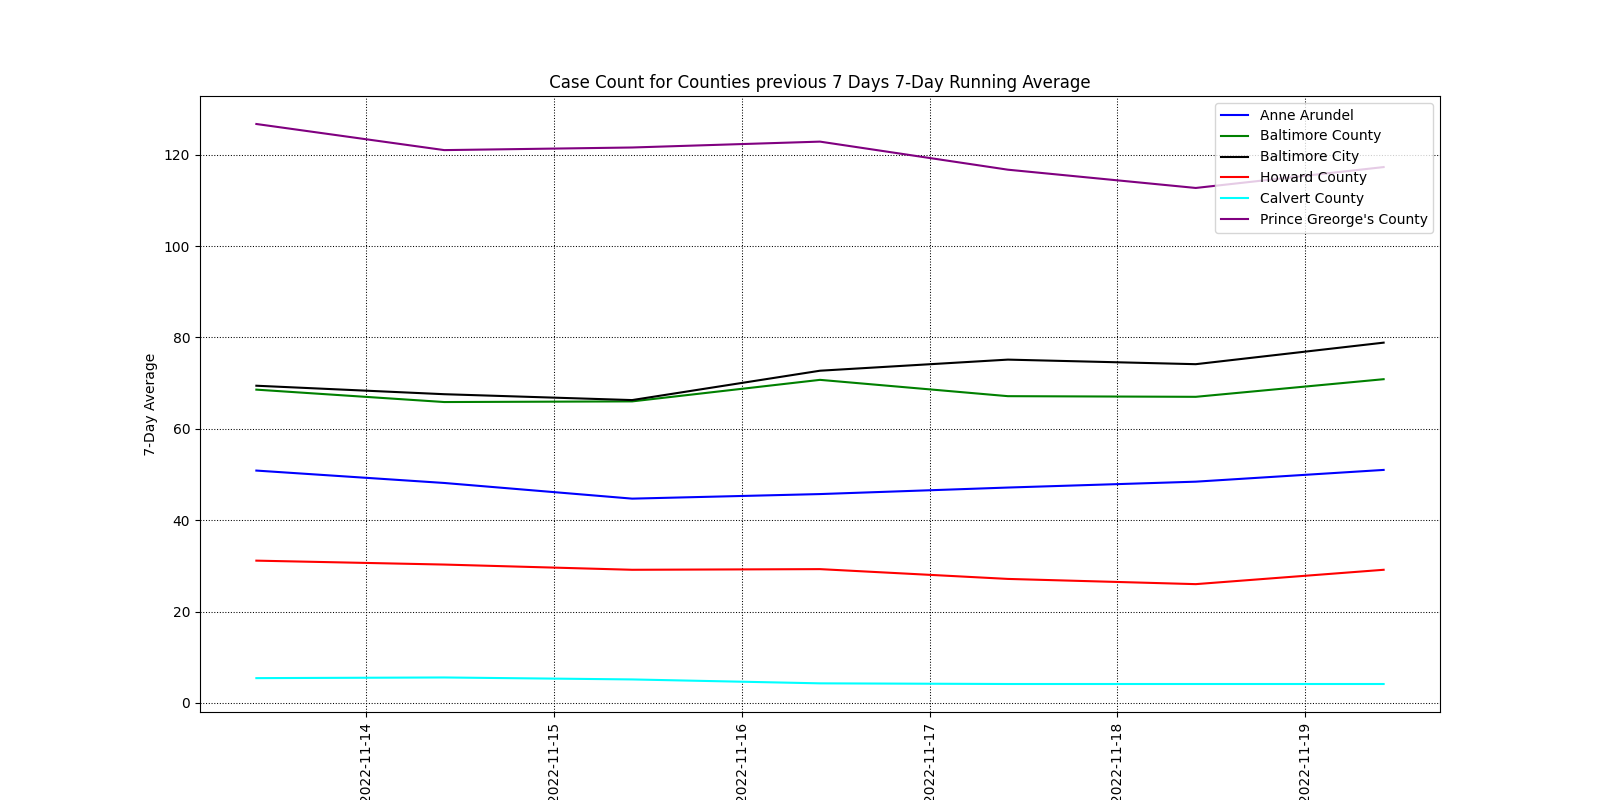 Case Count for Counties previous 7 Days 7-Day Running Average
Anne Arundel
Baltimore County
Baltimore City
Howard County
Calvert County
Prince Greorge's County
7-Day Average
120
100
80
60
40
20
0
2022-11-14
2022-11-15
2022-11-16
2022-11-17
2022-11-18
2022-11-19